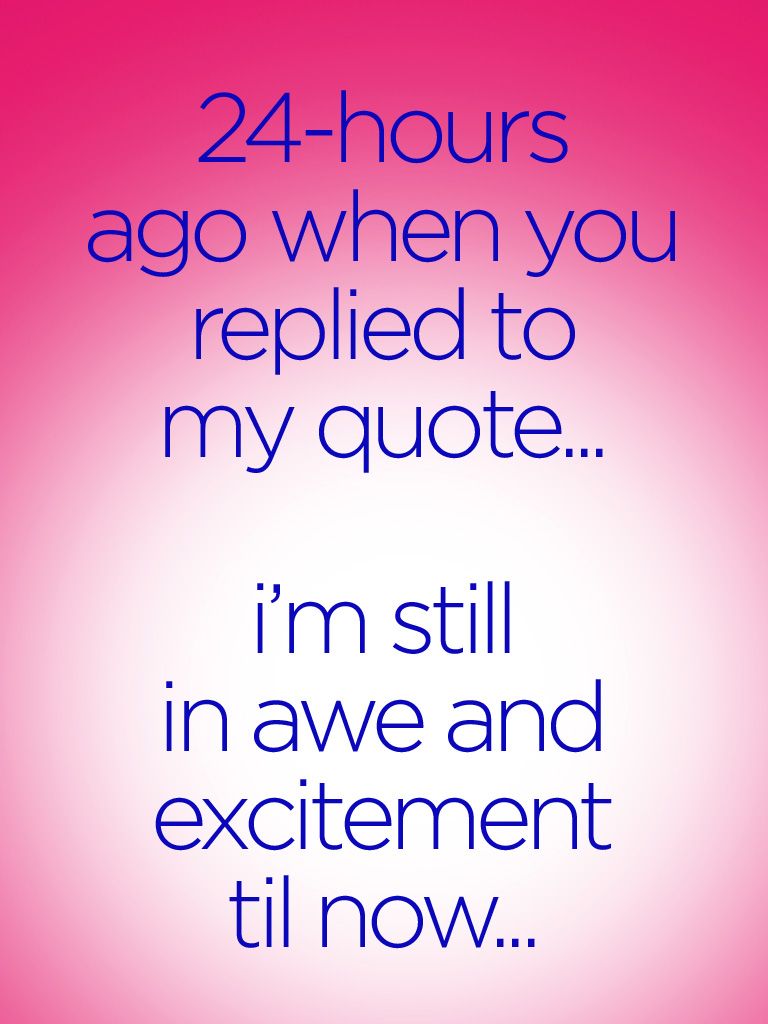 24-hours
ago when you
replied to
my quote...
i’m still
in awe and
excitement
til now...